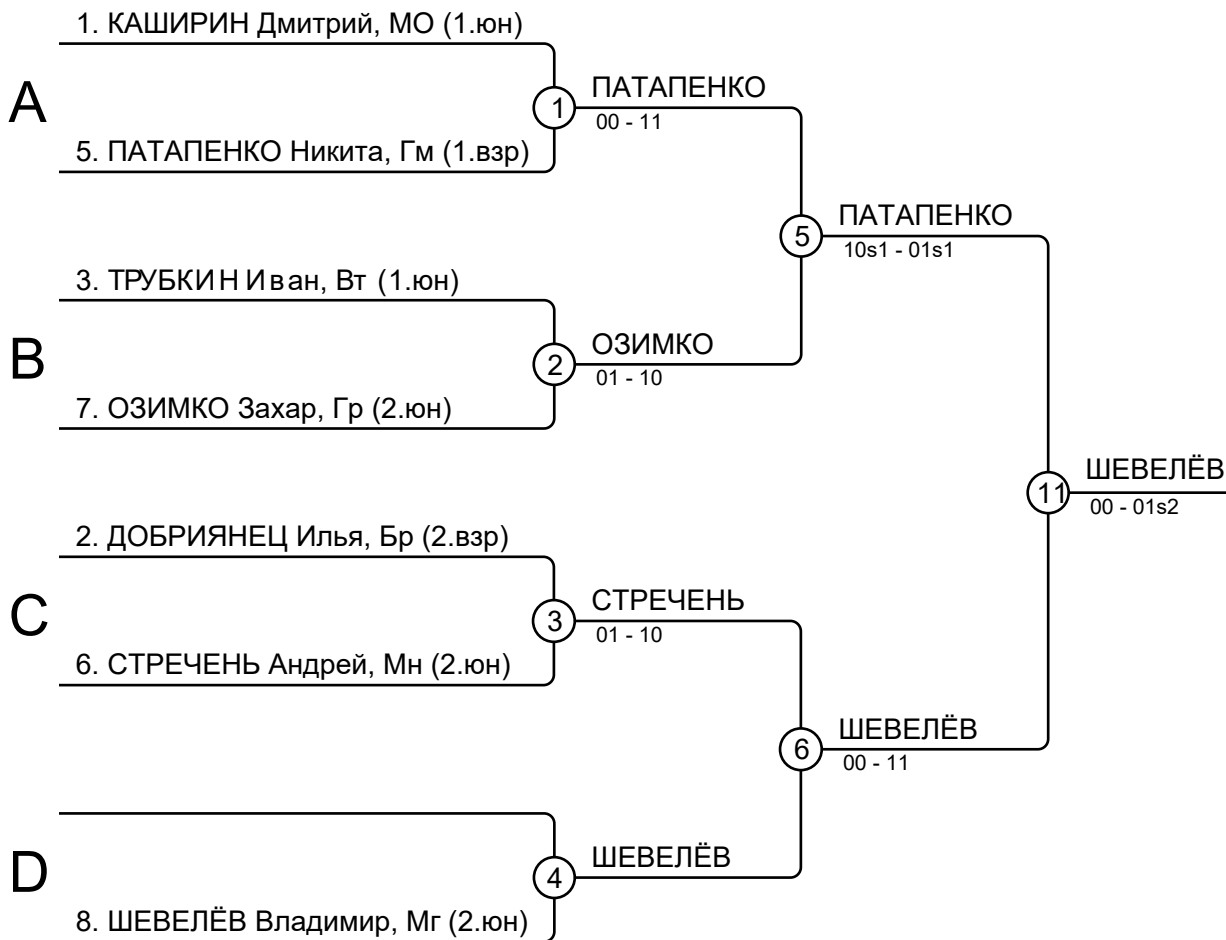 1. КАШИРИН Дмитрий, МО (1.юн)
A
1
ПАТАПЕНКО
00 - 11
5. ПАТАПЕНКО Никита, Гм (1.взр)
5
ПАТАПЕНКО
10s1 - 01s1
3. ТРУБКИН Иван, Вт (1.юн)
B
2
ОЗИМКО
01 - 10
7. ОЗИМКО Захар, Гр (2.юн)
11
ШЕВЕЛЁВ
00 - 01s2
2. ДОБРИЯНЕЦ Илья, Бр (2.взр)
C
3
СТРЕЧЕНЬ
01 - 10
6. СТРЕЧЕНЬ Андрей, Мн (2.юн)
6
ШЕВЕЛЁВ
00 - 11
D
4
ШЕВЕЛЁВ
8. ШЕВЕЛЁВ Владимир, Мг (2.юн)